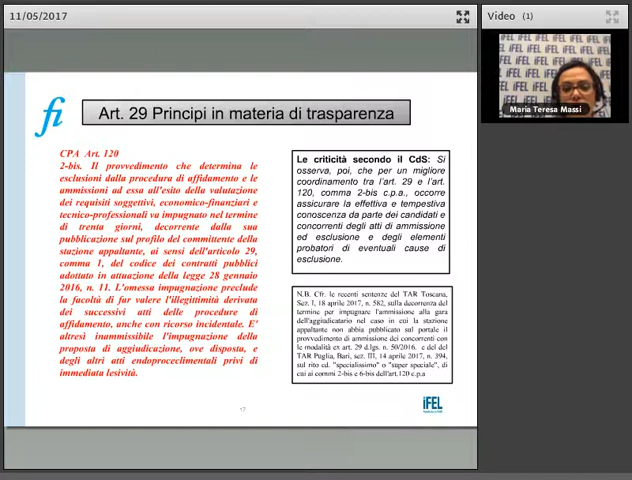 11/05/2017
Video (1)
Maria Teresa Massi
fi
Art. 29 Principi in materia di trasparenza
CPA Art. 120
2-bis. Il provvedimento che determina le
esclusioni dalla procedura di affidamento e le
ammissioni ad essa all'esito della valutazione
dei requisiti soggettivi, economico-finanziari e
tecnico-professionali va impugnato nel termine
di trenta giorni, decorrente dalla sua
pubblicazione sul profilo del committente della
stazione appaltante, ai sensi dell'articolo 29,
comma 1, del codice dei contratti pubblici
adottato in attuazione della legge 28 gennaio
2016, n. 11. L'omessa impugnazione preclude
la facoltà di far valere l'illegittimità derivata
dei successivi atti delle procedure di
affidamento, anche con ricorso incidentale. E'
altresì inammissibile l'impugnazione della
proposta di aggiudicazione, ove disposta, e
degli altri atti endoprocedimentali privi di
immediata lesività.
Le criticità secondo il CdS: Si
osserva, poi, che per un migliore
coordinamento tra l'art. 29 e l'art.
120, comma 2-bis c.p.a., occorre
assicurare la effettiva e tempestiva
conoscenza da parte dei candidati e
concorrenti degli atti di ammissione
ed esclusione e degli elementi
probatori di eventuali cause di
esclusione.
N.B. Cfr. le recenti sentenze del TAR Toscana,
Sez. I, 18 aprile 2017, n. 582, sulla decorrenza del
termine per impugnare l'ammissione alla gara
dell'aggiudicatario nel caso in cui la stazione
appaltante non abbia pubblicato sul portale il
provvedimento di ammissione dei concorrenti con
le modalità ex art. 29 d.lgs. n. 50/2016. e del del
TAR Puglia, Bari, sez. III, 14 aprile 2017, n. 394,
sul rito cd. "specialissimo" o "super speciale", di
cui ai commi 2-bis e 6-bis dell'art.120 c.p.a
17
iFEL